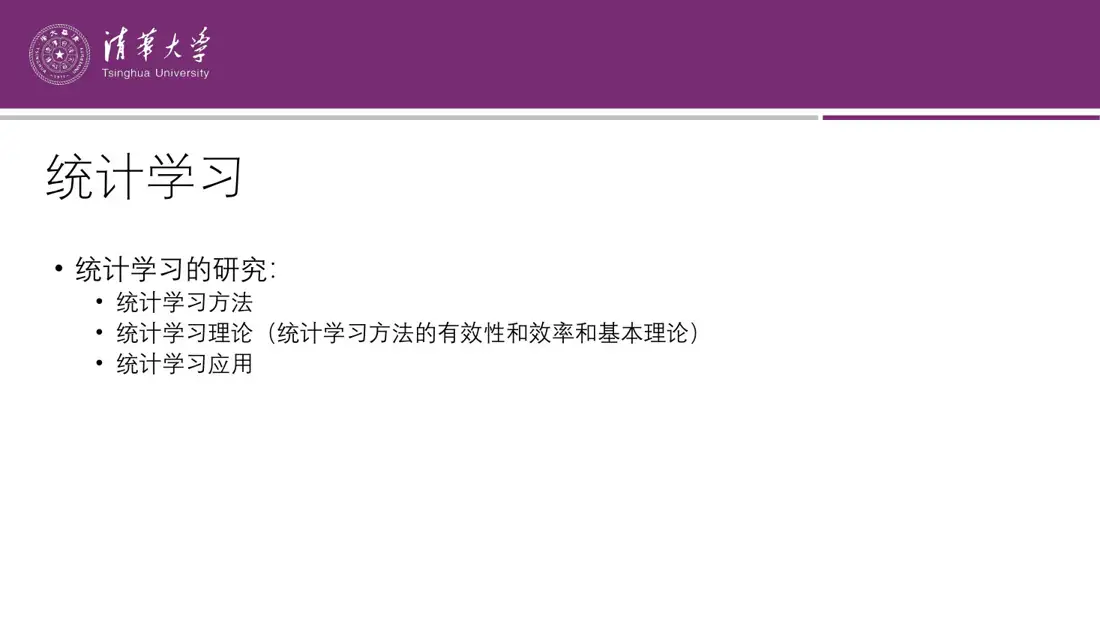 清华大学
Tsinghua University
统计学习
• 统计学习的研究：
• 统计学习方法
• 统计学习理论（统计学习方法的有效性和效率和基本理论）
• 统计学习应用